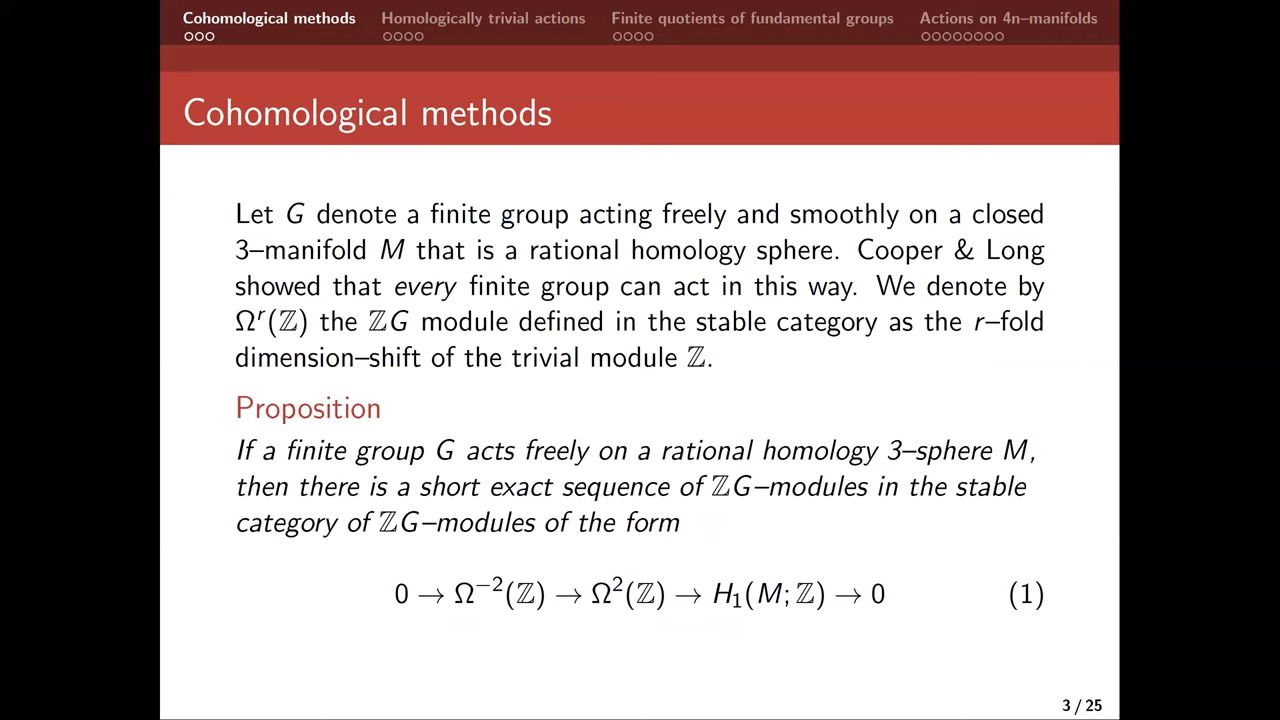 Cohomological methods Homologically trivial actions Finite quotients of fundamental groups Actions on 4n–manifolds
Cohomological methods
Let G denote a finite group acting freely and smoothly on a closed
3–manifold M that is a rational homology sphere. Cooper & Long
showed that every finite group can act in this way. We denote by
Ωʳ(ℤ) the ℤG module defined in the stable category as the r–fold
dimension–shift of the trivial module ℤ.
Proposition
If a finite group G acts freely on a rational homology 3–sphere M,
then there is a short exact sequence of ℤG–modules in the stable
category of ℤG–modules of the form
0 → Ω⁻²(ℤ) → Ω²(ℤ) → H₁(M; ℤ) → 0 (1)
3 / 25